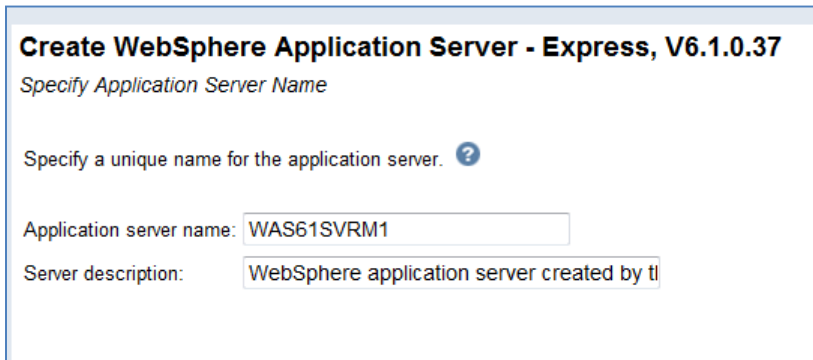 Create WebSphere Application Server - Express, V6.1.0.37
Specify Application Server Name
Specify a unique name for the application server. ?
Application server name: WAS61SVRM1
Server description: WebSphere application server created by